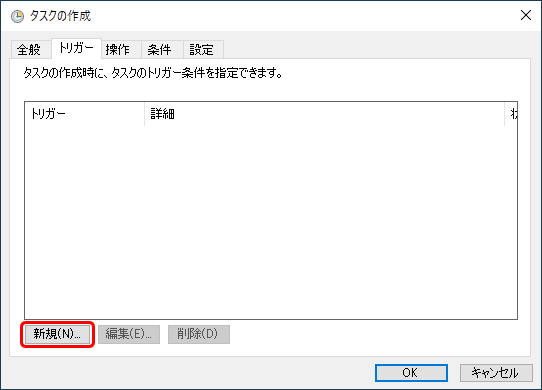 タスクの作成
全般 トリガー 操作 条件 設定
タスクの作成時に、タスクのトリガー条件を指定できます。
トリガー 詳細
新規(N)... 編集(E)... 削除(D)
OK キャンセル